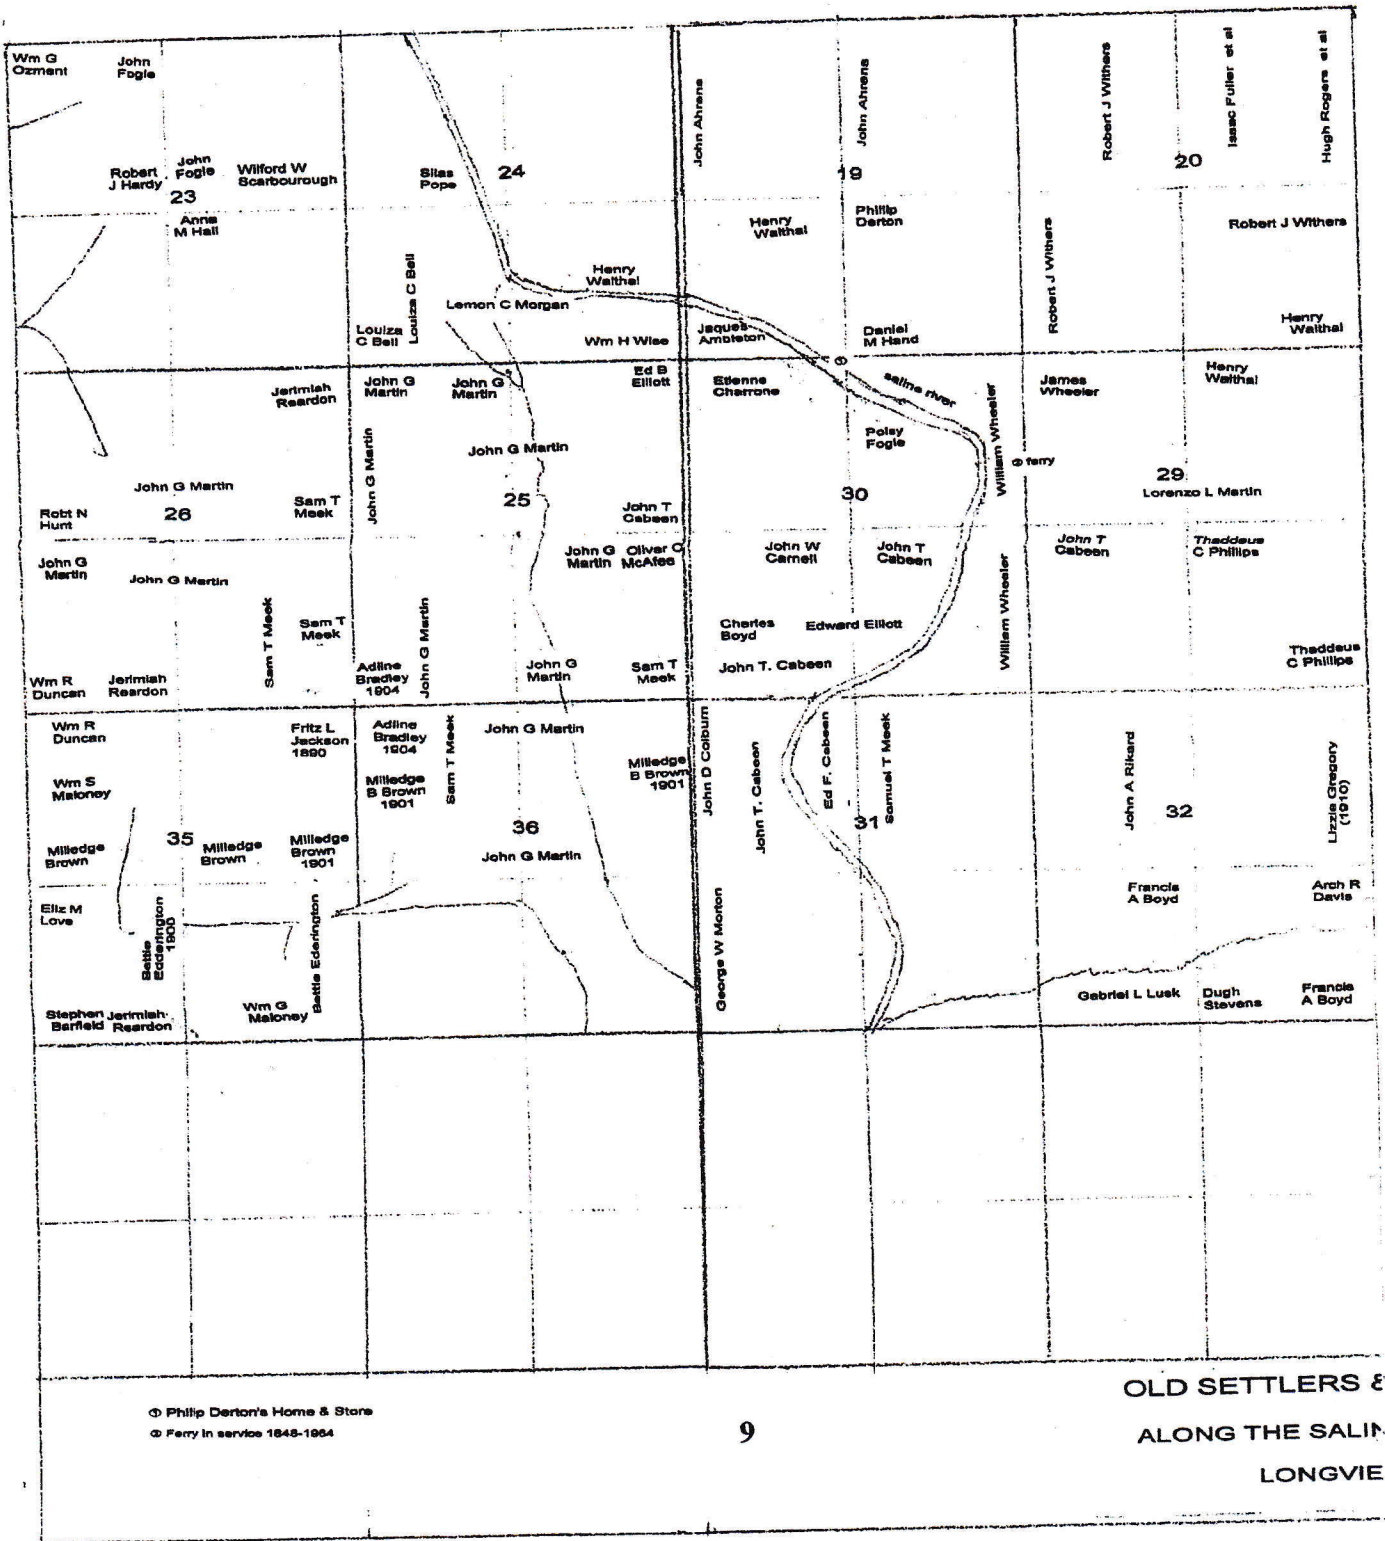 Wm G
Ozment
John
Fogle
Robert
J Hardy
John
Fogle
23
Wilford W
Scarbourough
Anna
M Hall
Silas
Pope
24
Louiza C Bell
Louiza
C Bell
Henry
Walthal
Lemon C Morgan
Wm H Wise
John Ahrens
John Ahrens
19
Henry
Walthal
Phillip
Derton
Jaques
Ambleton
Daniel
M Hand
①
Robert J Withers
20
Isaac Fuller et al
Hugh Rogers et al
Robert J Withers
Robert J Withers
Henry
Walthal
Jerimiah
Reardon
John G Martin
26
Robt N
Hunt
Sam T
Meek
John G
Martin
John G Martin
Sam T Meek
Sam T
Meek
Wm R
Duncan
Jerimiah
Reardon
John G
Martin
John G
Martin
Ed B
Elliott
John G Martin
John G Martin
25
John T
Cabeen
John G
Martin
Oliver C
McAfee
John G Martin
Adline
Bradley
1904
John G
Martin
Sam T
Meek
Etienne
Cherrone
saline river
Polsy
Fogle
William Wheeler
② ferry
30
John W
Carnell
John T
Cabeen
William Wheeler
Charles
Boyd
Edward Elliott
John T. Cabeen
James
Wheeler
Henry
Walthal
29
Lorenzo L Martin
John T
Cabeen
Thaddeus
C Phillips
Thaddeus
C Phillips
Wm R
Duncan
Fritz L
Jackson
1890
Wm S
Maloney
35
Milledge
Brown
Milledge
Brown
Milledge
Brown
1901
Eliz M
Love
Bettie
Edderington
1900
Bettie Ederington
Stephen
Barfield
Jerimiah
Reardon
Wm G
Maloney
Adline
Bradley
1904
Sam T Meek
John G Martin
Milledge
B Brown
1901
Milledge
B Brown
1901
36
John G Martin
John D Colburn
John T. Cabeen
Ed F. Cabeen
Samuel T Meek
31
George W Morton
John A Rikard
32
Lizzie Gregory
(1910)
Francis
A Boyd
Arch R
Davis
Gabriel L Lusk
Dugh
Stevens
Francis
A Boyd
① Philip Derton's Home & Store
② Ferry in service 1848-1964
9
OLD SETTLERS &
ALONG THE SALIN
LONGVIE